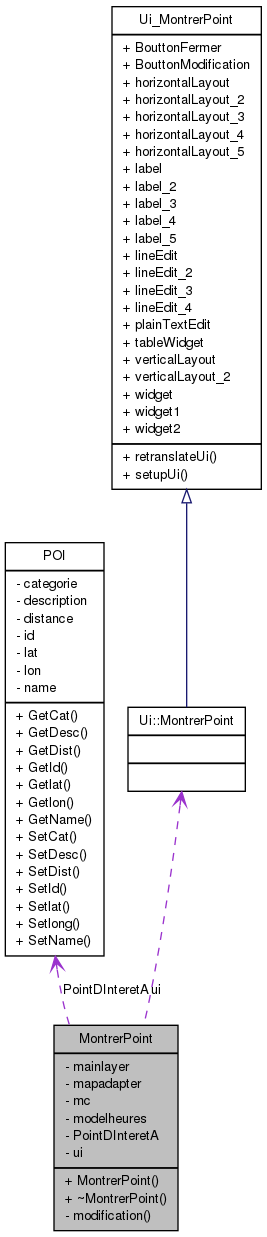 Ui_MontrerPoint
+ BouttonFermer
+ BouttonModification
+ horizontalLayout
+ horizontalLayout_2
+ horizontalLayout_3
+ horizontalLayout_4
+ horizontalLayout_5
+ label
+ label_2
+ label_3
+ label_4
+ label_5
+ lineEdit
+ lineEdit_2
+ lineEdit_3
+ lineEdit_4
+ plainTextEdit
+ tableWidget
+ verticalLayout
+ verticalLayout_2
+ widget
+ widget1
+ widget2
+ retranslateUi()
+ setupUi()
POI
- categorie
- description
- distance
- id
- lat
- lon
- name
+ GetCat()
+ GetDesc()
+ GetDist()
+ GetId()
+ Getlat()
+ Getlon()
+ GetName()
+ SetCat()
+ SetDesc()
+ SetDist()
+ SetId()
+ Setlat()
+ Setlong()
+ SetName()
Ui::MontrerPoint
PointDInteretA
ui
MontrerPoint
- mainlayer
- mapadapter
- mc
- modelheures
- PointDInteretA
- ui
+ MontrerPoint()
+ ~MontrerPoint()
- modification()